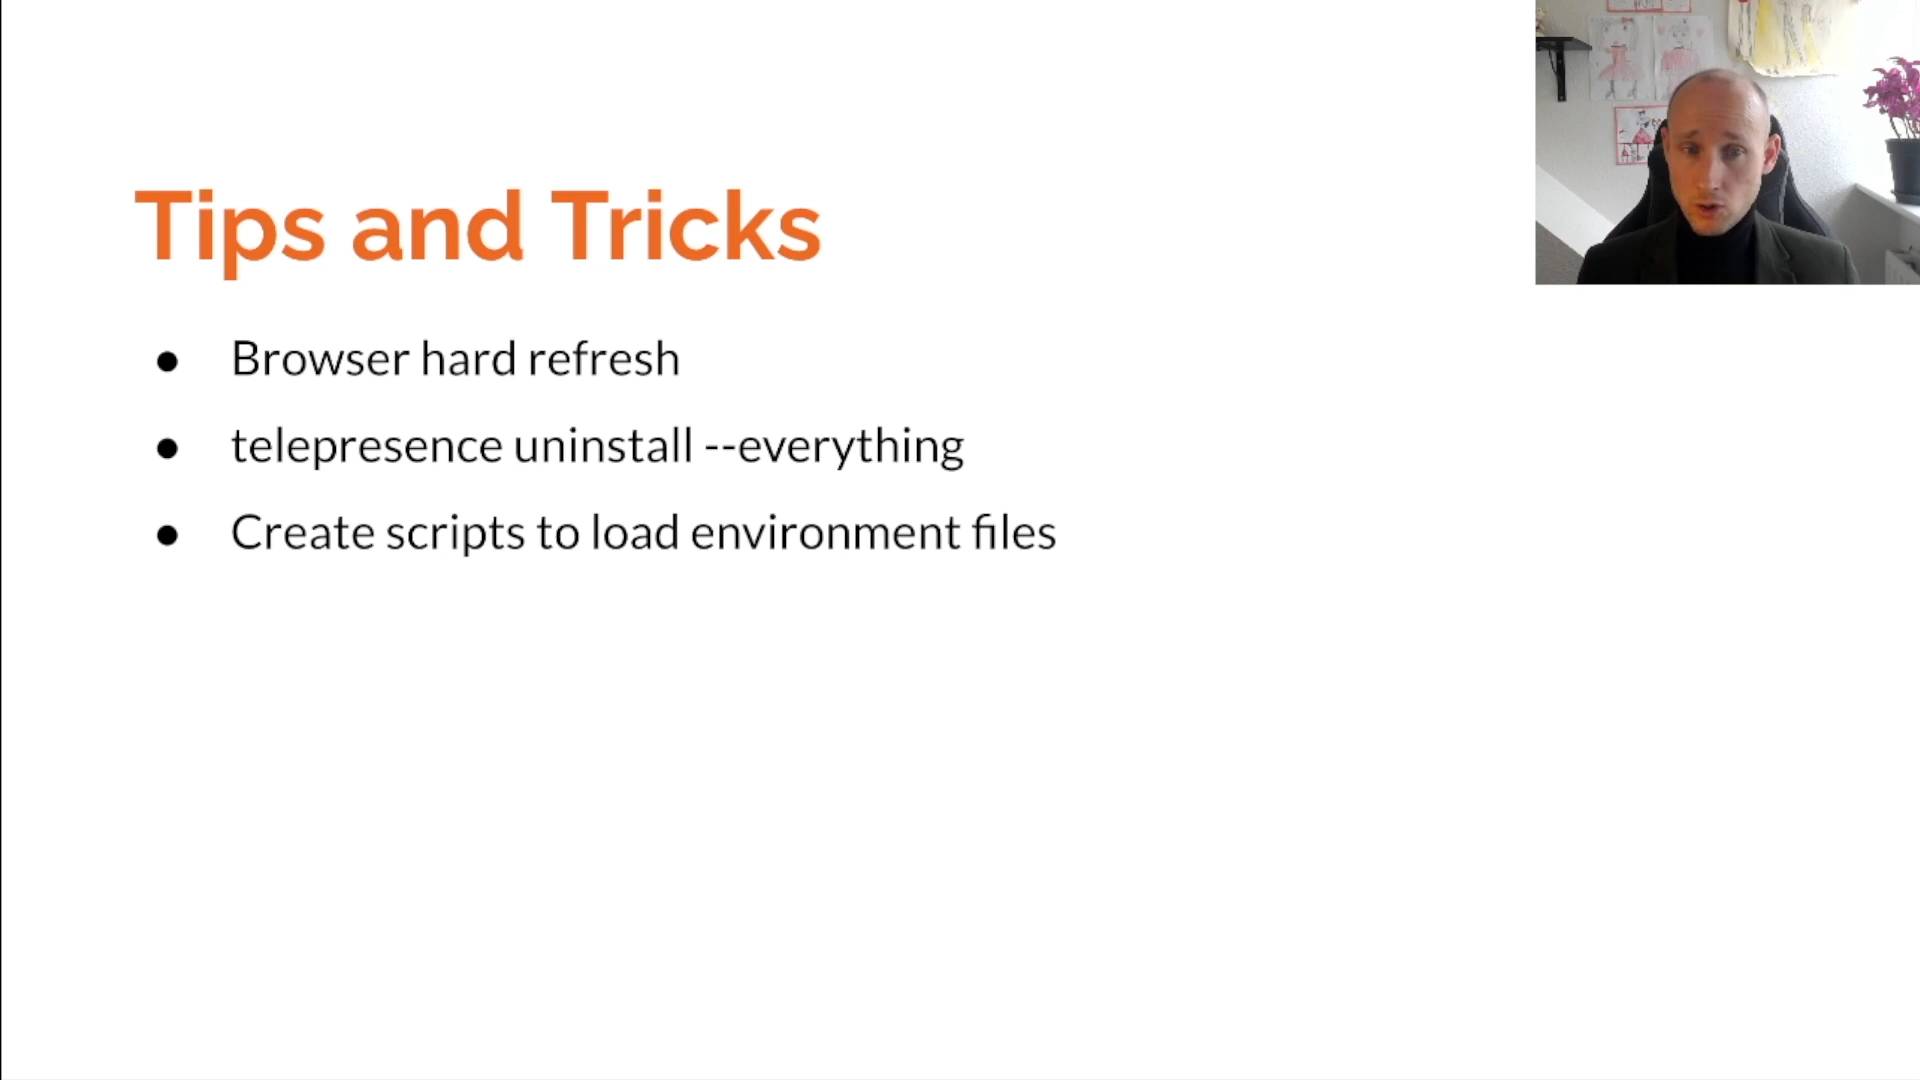 Tips and Tricks
● Browser hard refresh
● telepresence uninstall --everything
● Create scripts to load environment files